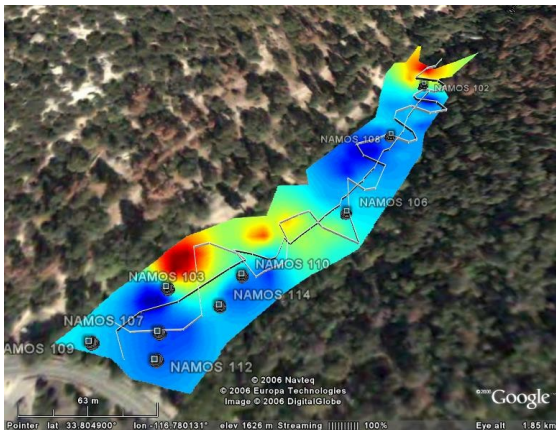 NAMOS 102
NAMOS 108
NAMOS 106
NAMOS 110
NAMOS 103
NAMOS 114
NAMOS 107
AMOS 109
NAMOS 112
© 2006 Navteq
© 2006 Europa Technologies
Image © 2006 DigitalGlobe
©2006 Google
63 m
Pointer lat 33.804900° lon -116.780131° elev 1626 m Streaming |||||||||| 100% Eye alt 1.85 km